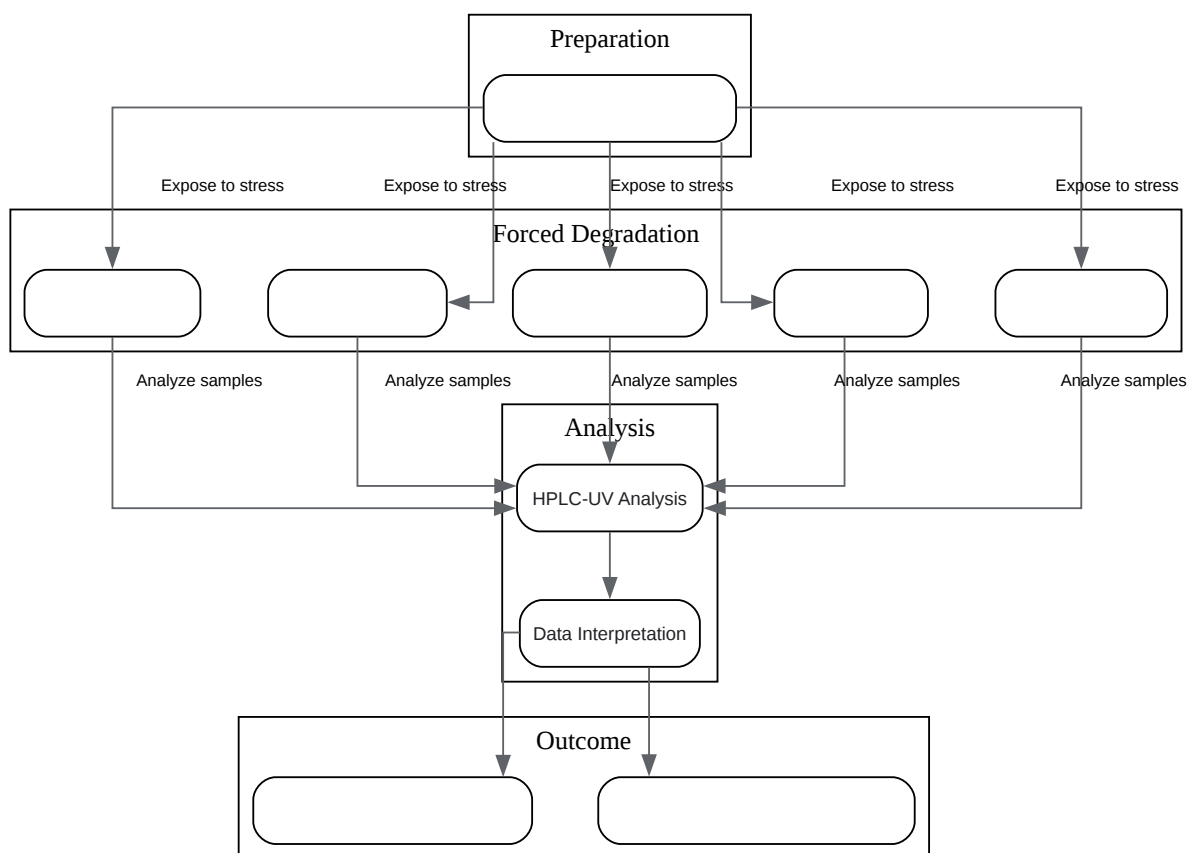 Preparation
Expose to stress
Expose to stress
Expose to stress
Expose to stress
Expose to stress
Forced Degradation
Analyze samples
Analyze samples
Analyze samples
Analyze samples
Analyze samples
Analysis
HPLC-UV Analysis
Data Interpretation
Outcome